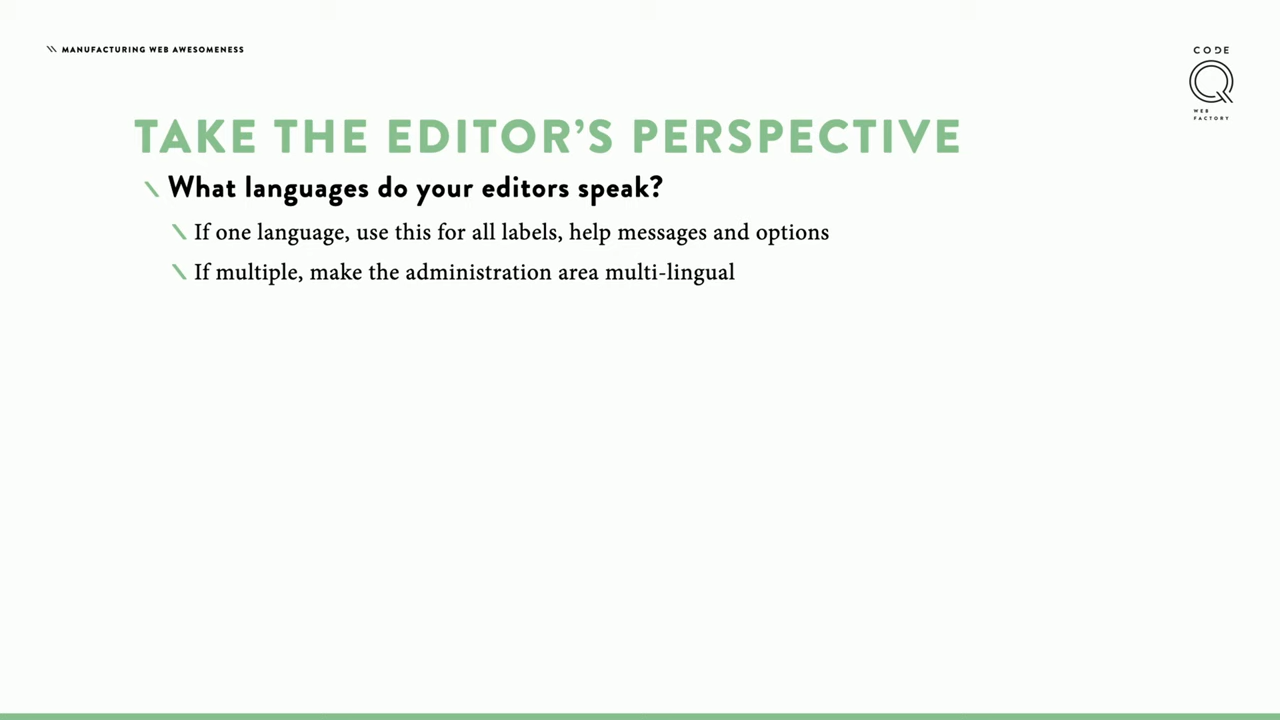 MANUFACTURING WEB AWESOMENESS
CODE
Q
WEB
FACTORY
TAKE THE EDITOR’S PERSPECTIVE
What languages do your editors speak?
If one language, use this for all labels, help messages and options
If multiple, make the administration area multi-lingual